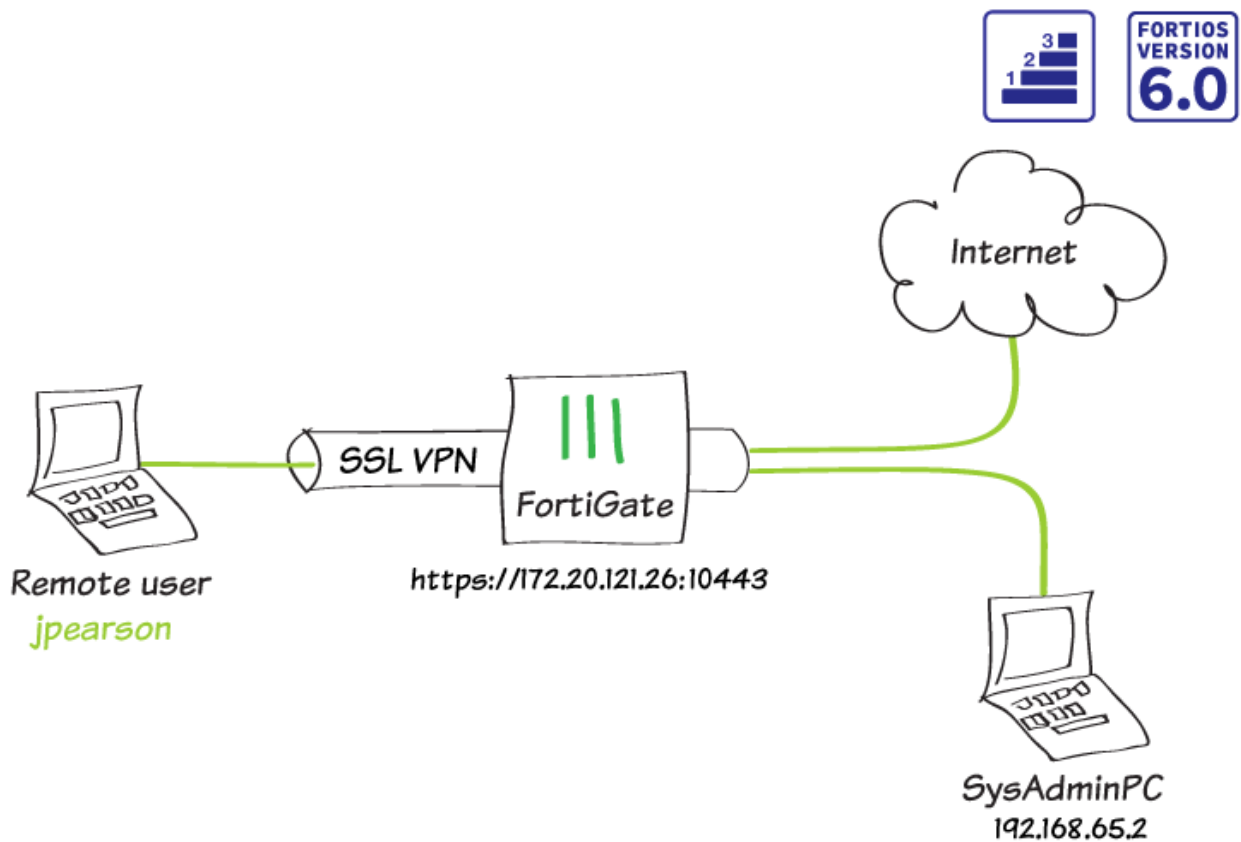 3
2
1
FORTIOS
VERSION
6.0
Internet
SSL VPN
FortiGate
https://172.20.121.26:10443
Remote user
jpearson
SysAdminPC
192.168.65.2